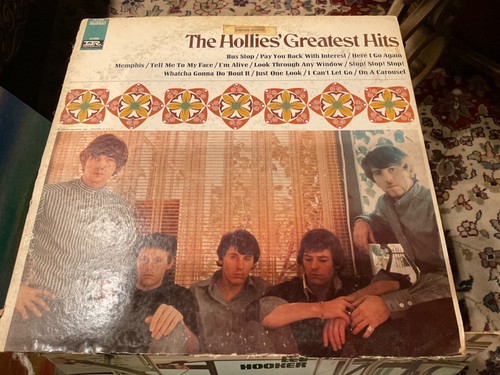 The Hollies' Greatest Hits
Bus Stop / Pay You Back With Interest / Here I Go Again
Memphis / Tell Me To My Face / I'm Alive / Look Through Any Window / Stop! Stop! Stop!
Whatcha Gonna Do 'Bout It / Just One Look / I Can't Let Go / On A Carousel
HOOKER